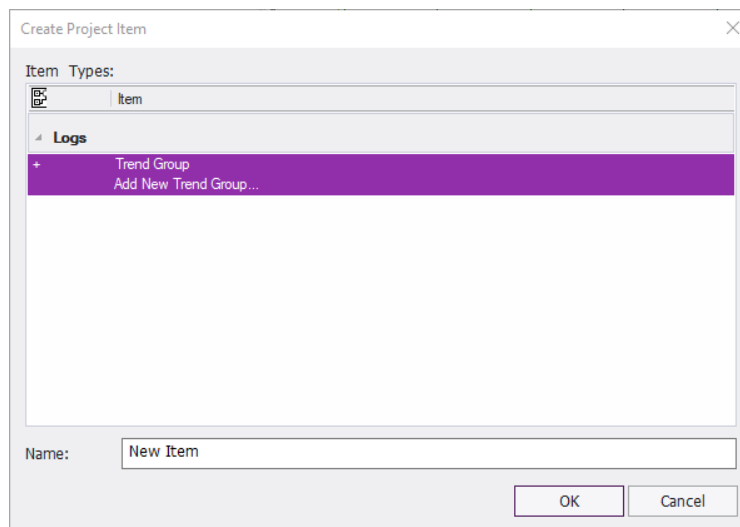 Create Project Item
Item Types:
Item
Logs
+ Trend Group
Add New Trend Group...
Name: New Item
OK Cancel